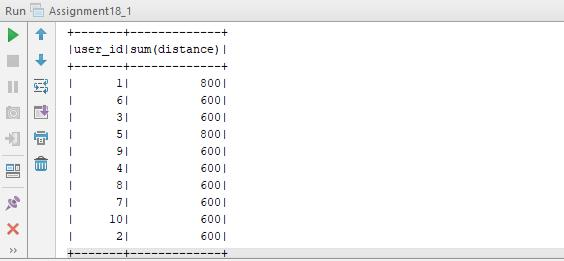 Run Assignment18_1
+-------+-------------+
|user_id|sum(distance)|
+-------+-------------+
|      1|          800|
|      6|          600|
|      3|          600|
|      5|          800|
|      9|          600|
|      4|          600|
|      8|          600|
|      7|          600|
|     10|          600|
|      2|          600|
+-------+-------------+